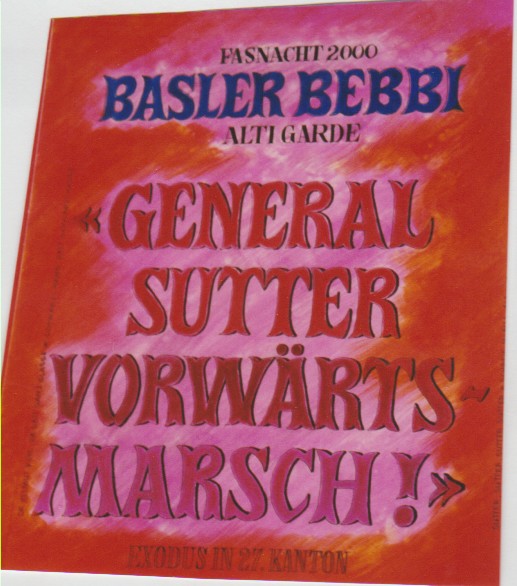 FASNACHT 2000
BASLER BEBBI
ALTI GARDE
«GENERAL
SUTTER
VORWÄRTS-
MARSCH!»
EXODUS IN 27. KANTON